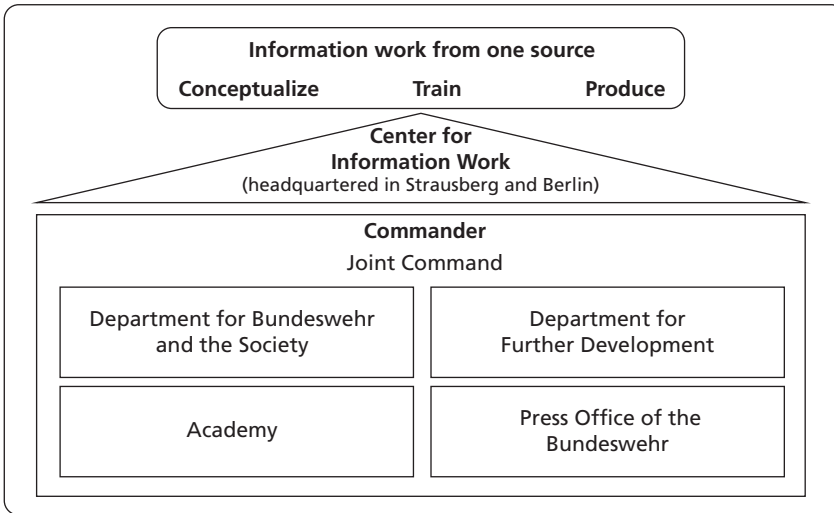 Information work from one source
Conceptualize Train Produce
Center for
Information Work
(headquartered in Strausberg and Berlin)
Commander
Joint Command
Department for Bundeswehr
and the Society
Department for
Further Development
Academy
Press Office of the
Bundeswehr